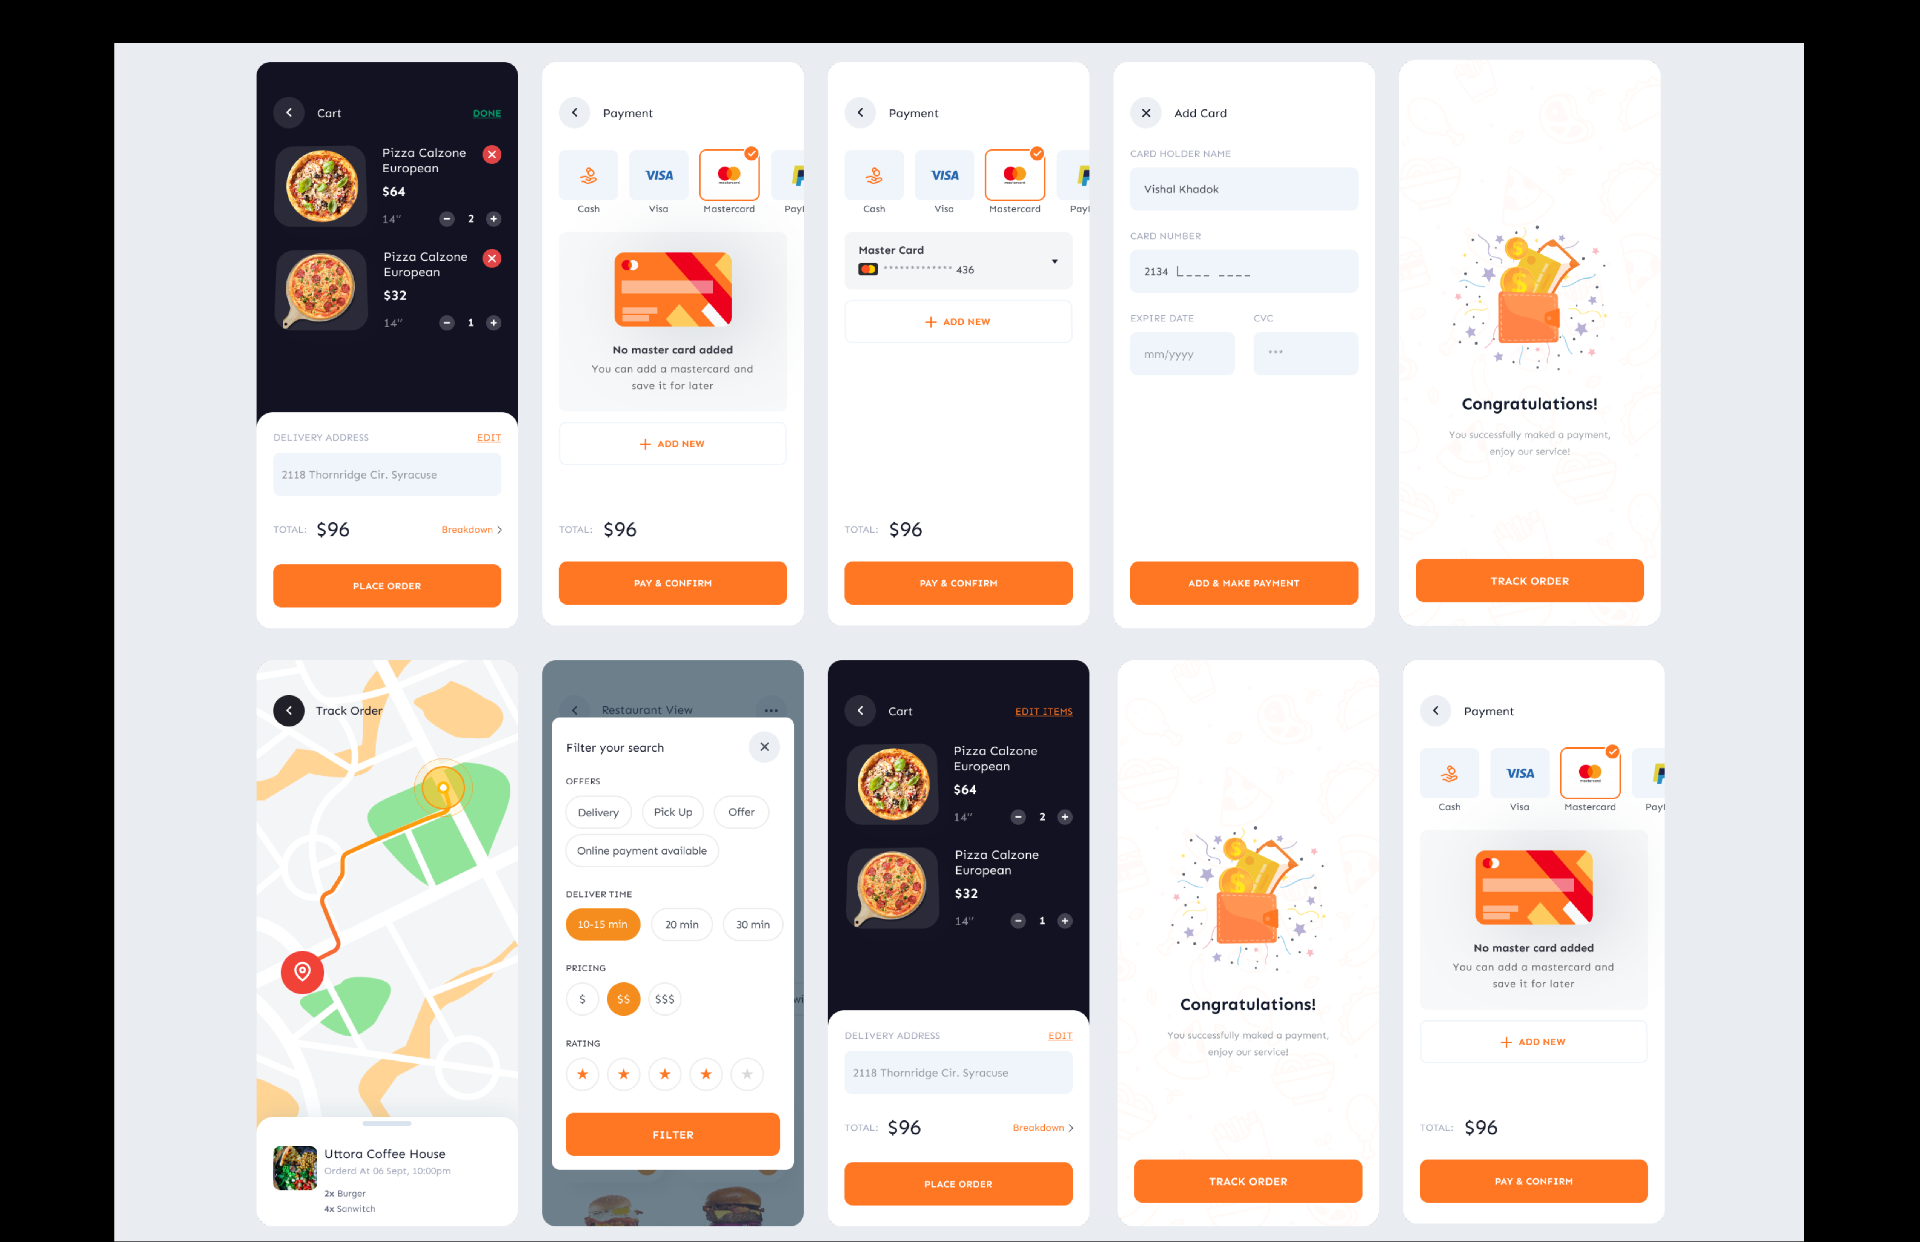 Cart
DONE
Pizza Calzone
European
$64
14"
2
Pizza Calzone
European
$32
14"
1
DELIVERY ADDRESS
EDIT
2118 Thornridge Cir. Syracuse
TOTAL:
$96
Breakdown
PLACE ORDER
Payment
VISA
mastercard
Cash
Visa
Mastercard
PayP
No master card added
You can add a mastercard and
save it for later
ADD NEW
TOTAL:
$96
PAY & CONFIRM
Payment
VISA
mastercard
Cash
Visa
Mastercard
PayP
Master Card
************* 436
ADD NEW
TOTAL:
$96
PAY & CONFIRM
Add Card
CARD HOLDER NAME
Vishal Khadok
CARD NUMBER
2134 ____ ____
EXPIRE DATE
CVC
mm/yyyy
***
ADD & MAKE PAYMENT
Congratulations!
You successfully maked a payment,
enjoy our service!
TRACK ORDER
Track Order
Uttora Coffee House
Orderd At 06 Sept, 10:00pm
2x Burger
4x Sanwitch
Restaurant View
Filter your search
OFFERS
Delivery
Pick Up
Offer
Online payment available
DELIVER TIME
10-15 min
20 min
30 min
PRICING
$
$$
$$$
RATING
FILTER
Cart
EDIT ITEMS
Pizza Calzone
European
$64
14"
2
Pizza Calzone
European
$32
14"
1
DELIVERY ADDRESS
EDIT
2118 Thornridge Cir. Syracuse
TOTAL:
$96
Breakdown
PLACE ORDER
Congratulations!
You successfully maked a payment,
enjoy our service!
TRACK ORDER
Payment
VISA
mastercard
Cash
Visa
Mastercard
PayP
No master card added
You can add a mastercard and
save it for later
ADD NEW
TOTAL:
$96
PAY & CONFIRM